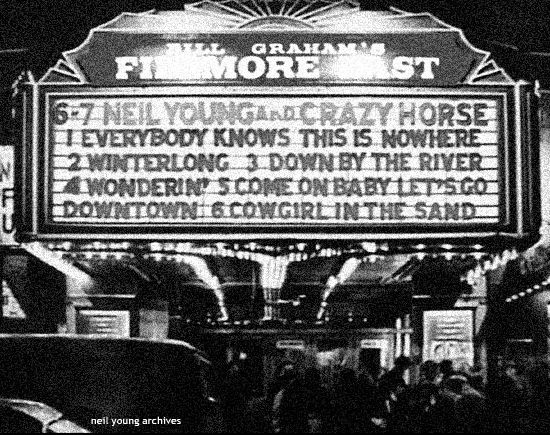 BILL GRAHAM'S
FILLMORE EAST
6-7 NEIL YOUNG AND CRAZY HORSE
1 EVERYBODY KNOWS THIS IS NOWHERE
2 WINTERLONG 3 DOWN BY THE RIVER
4 WONDERIN' 5 COME ON BABY LET'S GO
DOWNTOWN 6 COWGIRL IN THE SAND
N
F
U
neil young archives